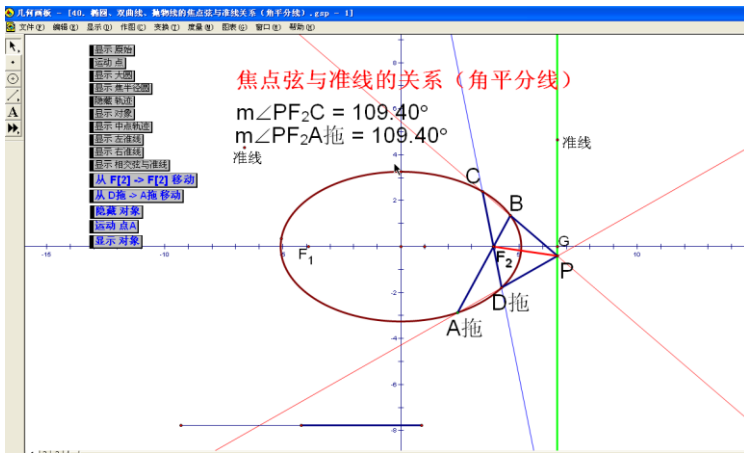 几何画板 - [40. 椭圆、双曲线、抛物线的焦点弦与准线关系（角平分线）.gsp - 1]
文件(F) 编辑(E) 显示(D) 作图(C) 变换(T) 度量(M) 图表(G) 窗口(W) 帮助(H)
显示 原始
运动 点
显示 大圆
显示 焦半径圆
隐藏 轨迹
显示 对象
显示 中点轨迹
显示 左准线
显示 右准线
显示 相交弦与准线
从 F[2] -> F[2] 移动
从 D拖 -> A拖 移动
隐藏 对象
运动 点A
显示 对象
焦点弦与准线的关系（角平分线）
m∠PF₂C = 109.40°
m∠PF₂A拖 = 109.40°
准线
准线
C
B
G
F₁
F₂
P
D拖
A拖
-15
-5
5
10
6
4
2
-2
-4
-6
-8
A